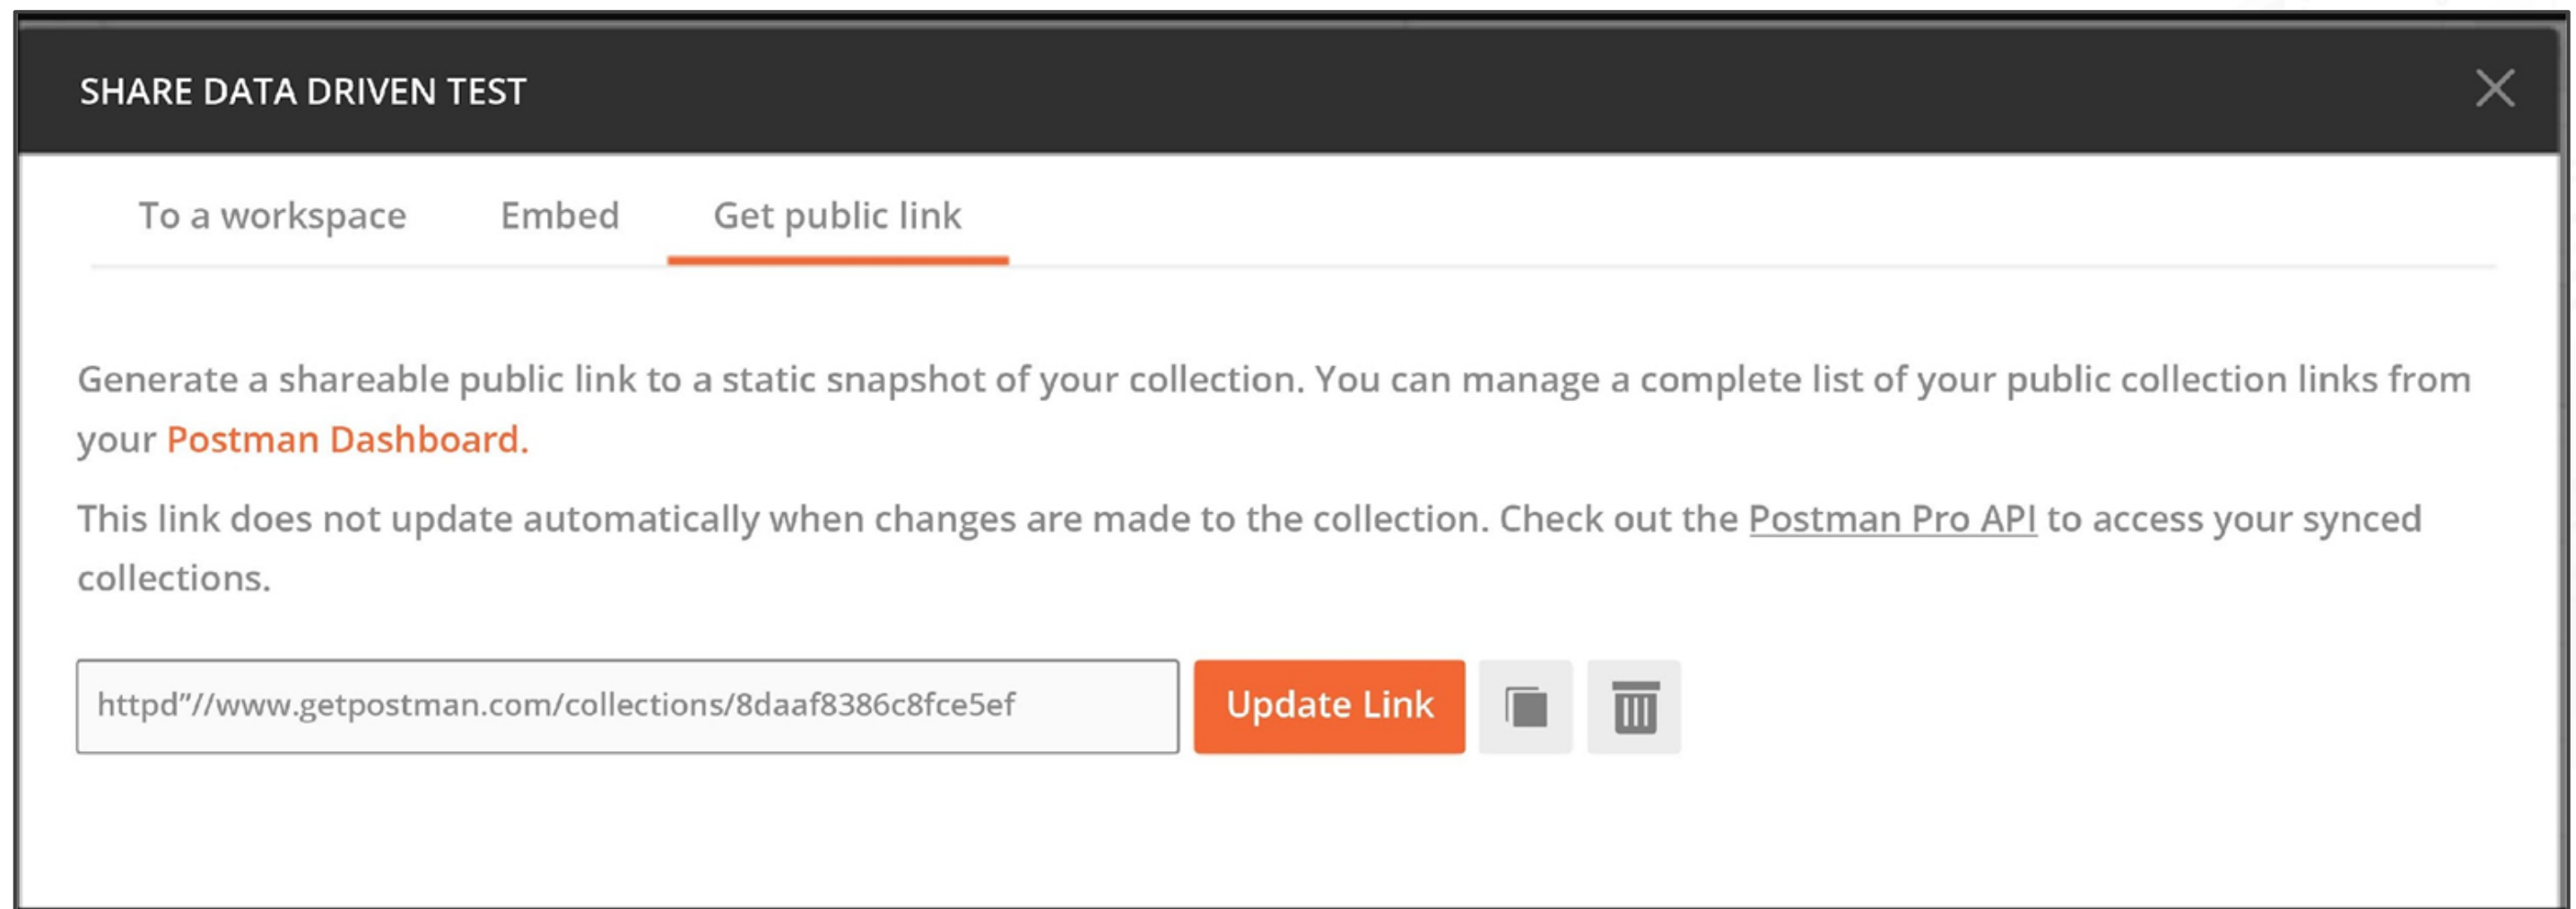 SHARE DATA DRIVEN TEST
To a workspace Embed Get public link
Generate a shareable public link to a static snapshot of your collection. You can manage a complete list of your public collection links from
your Postman Dashboard.
This link does not update automatically when changes are made to the collection. Check out the Postman Pro API to access your synced
collections.
httpd”//www.getpostman.com/collections/8daaf8386c8fce5ef Update Link